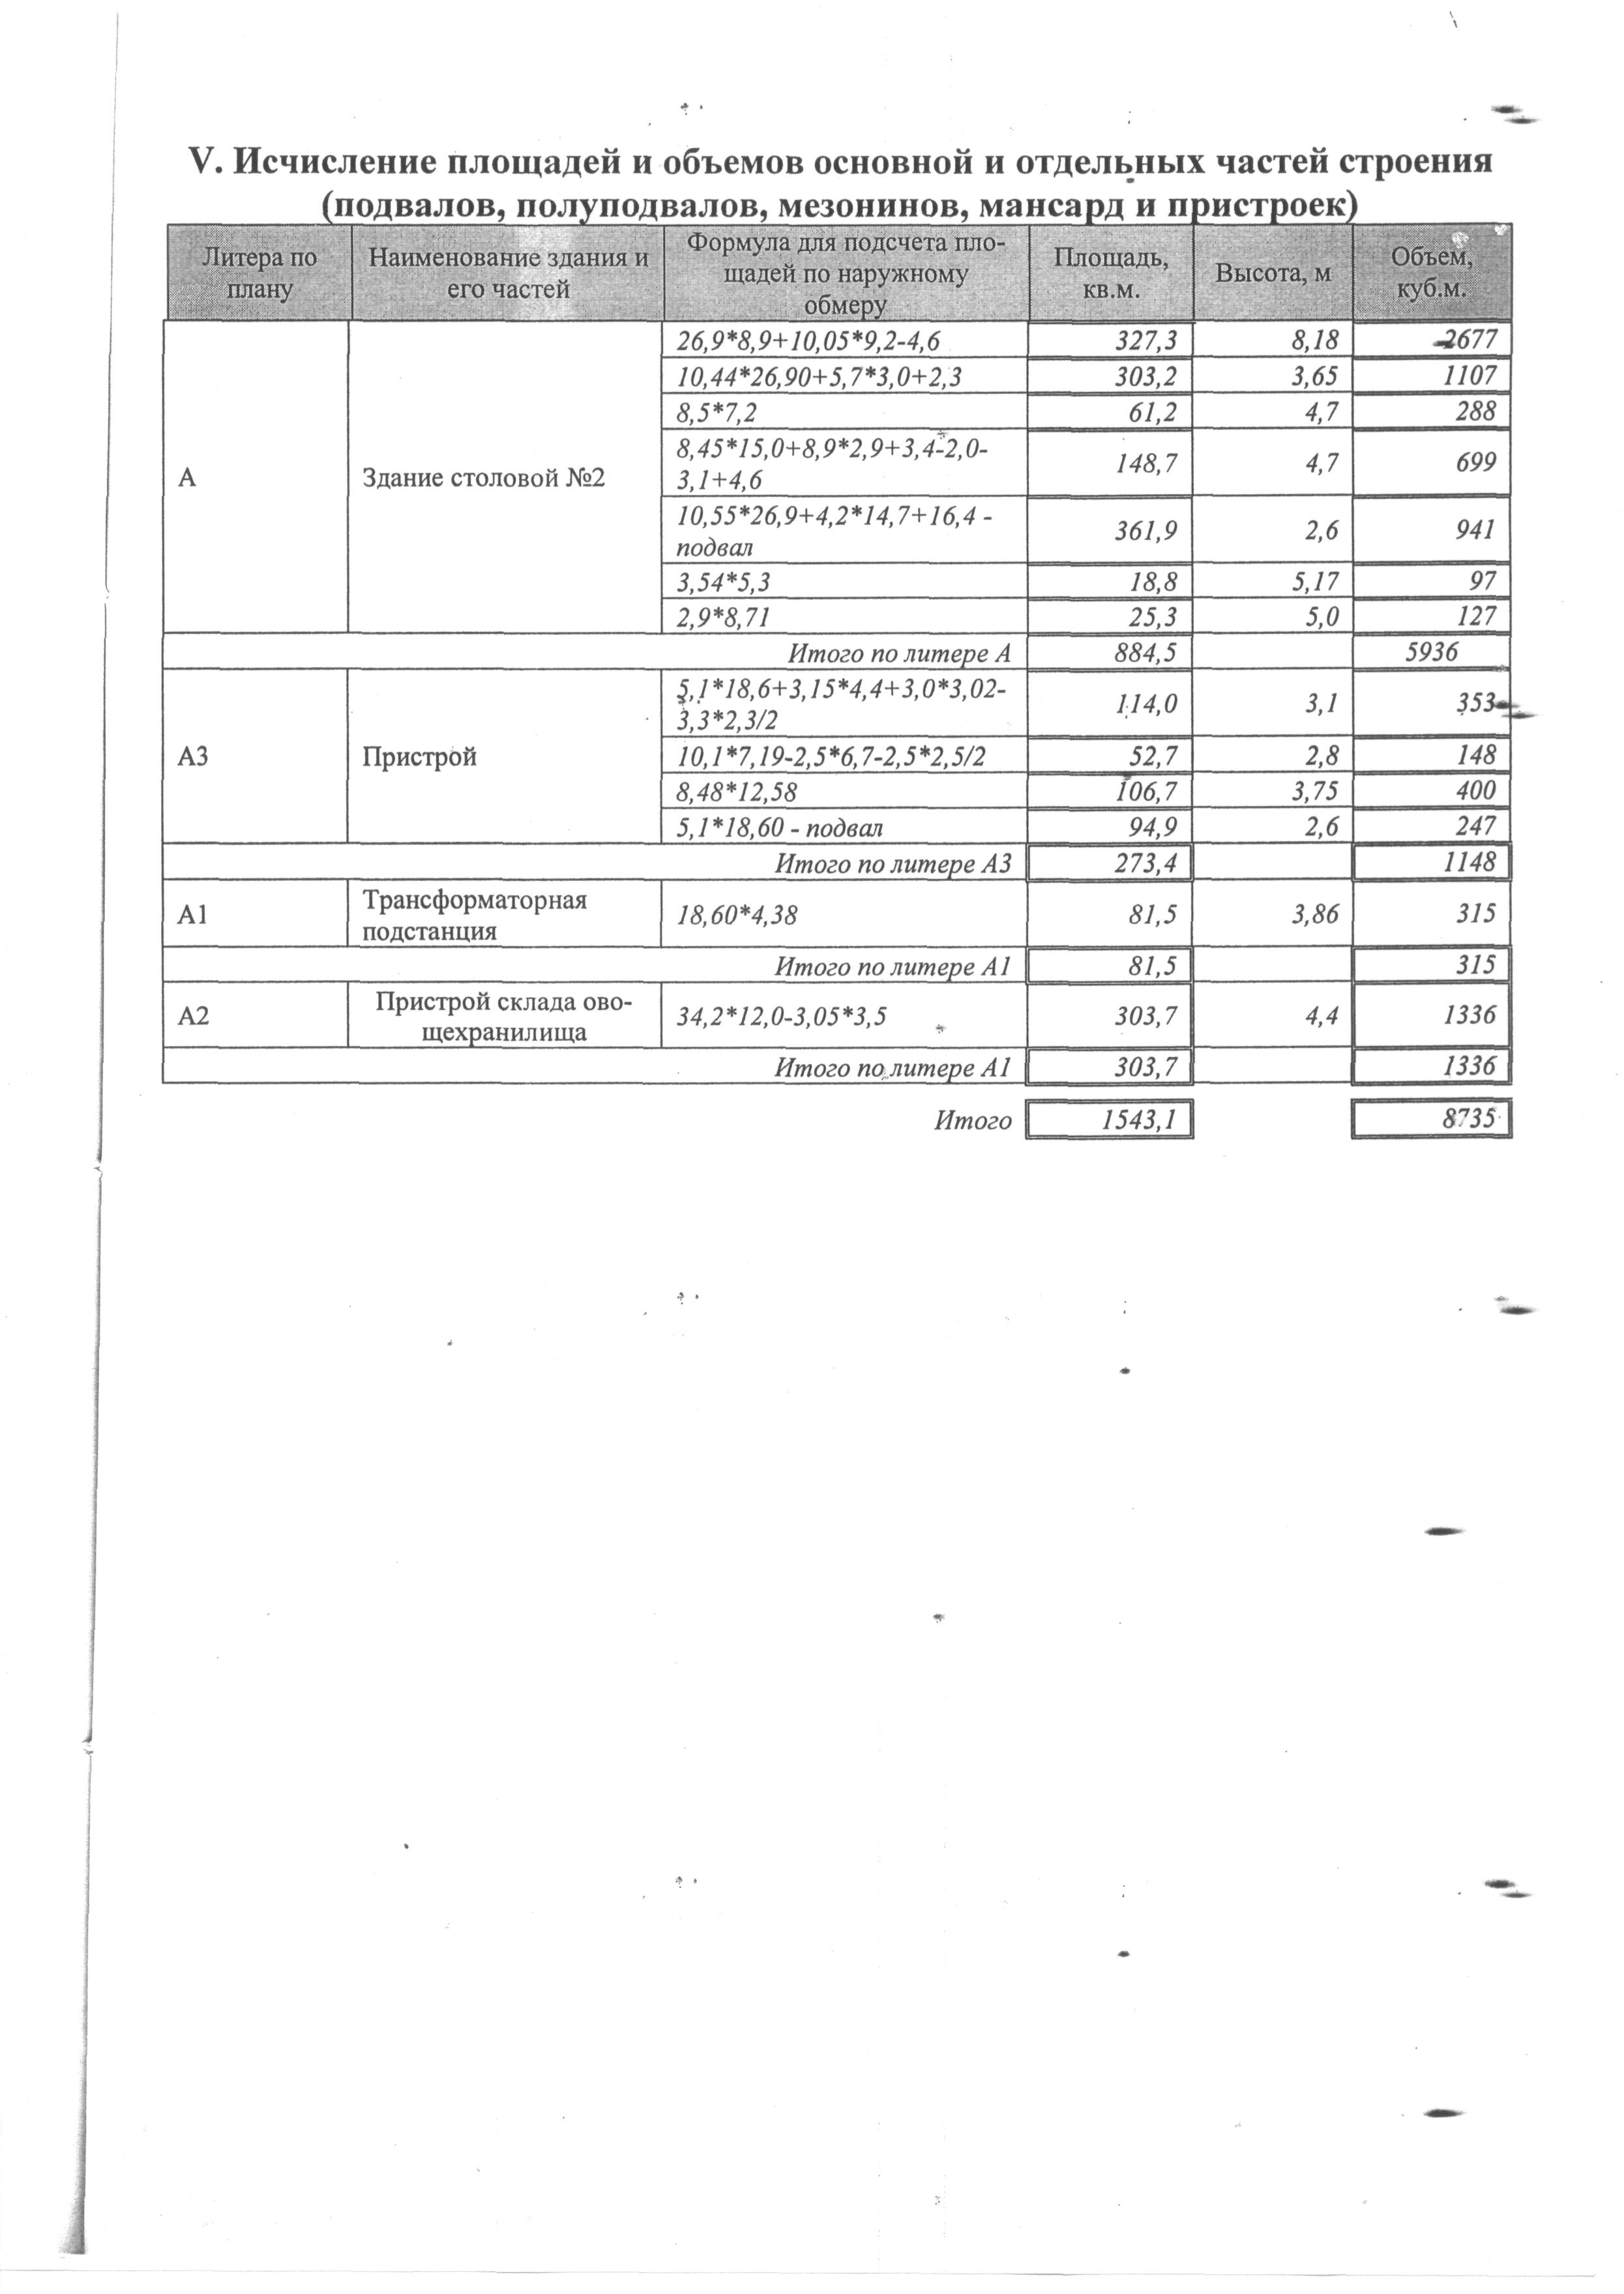 V. Исчисление площадей и объемов основной и отдельных частей строения
(подвалов, полуподвалов, мезонинов, мансард и пристроек)
Литера по
плану
Наименование здания и
его частей
Формула для подсчета пло-
щадей по наружному
обмеру
Площадь,
кв.м.
Высота, м
Объем,
куб.м.
А
Здание столовой №2
26,9*8,9+10,05*9,2-4,6 327,3 8,18 2677
10,44*26,90+5,7*3,0+2,3 303,2 3,65 1107
8,5*7,2 61,2 4,7 288
8,45*15,0+8,9*2,9+3,4-2,0-
3,1+4,6
148,7 4,7 699
10,55*26,9+4,2*14,7+16,4 -
подвал
361,9 2,6 941
3,54*5,3 18,8 5,17 97
2,9*8,71 25,3 5,0 127
Итого по литере А 884,5 5936
А3
Пристрой
5,1*18,6+3,15*4,4+3,0*3,02-
3,3*2,3/2
114,0 3,1 353
10,1*7,19-2,5*6,7-2,5*2,5/2 52,7 2,8 148
8,48*12,58 106,7 3,75 400
5,1*18,60 - подвал 94,9 2,6 247
Итого по литере А3 273,4 1148
А1
Трансформаторная
подстанция
18,60*4,38 81,5 3,86 315
Итого по литере А1 81,5 315
А2
Пристрой склада ово-
щехранилища
34,2*12,0-3,05*3,5 303,7 4,4 1336
Итого по литере А1 303,7 1336
Итого 1543,1 8735